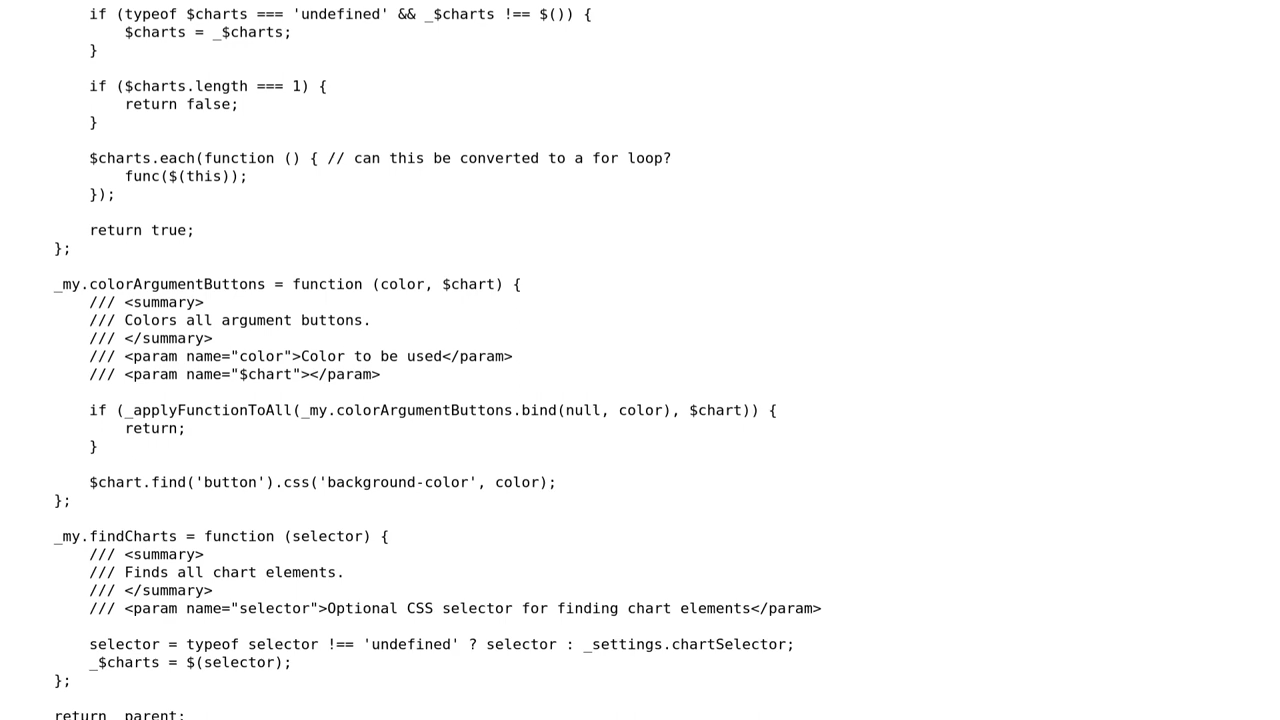 if (typeof $charts === 'undefined' && _$charts !== $()) {
$charts = _$charts;
}
if ($charts.length === 1) {
return false;
}
$charts.each(function () { // can this be converted to a for loop?
func($(this));
});
return true;
};
_my.colorArgumentButtons = function (color, $chart) {
/// <summary>
/// Colors all argument buttons.
/// </summary>
/// <param name="color">Color to be used</param>
/// <param name="$chart"></param>
if (_applyFunctionToAll(_my.colorArgumentButtons.bind(null, color), $chart)) {
return;
}
$chart.find('button').css('background-color', color);
};
_my.findCharts = function (selector) {
/// <summary>
/// Finds all chart elements.
/// </summary>
/// <param name="selector">Optional CSS selector for finding chart elements</param>
selector = typeof selector !== 'undefined' ? selector : _settings.chartSelector;
_$charts = $(selector);
};
return _parent;